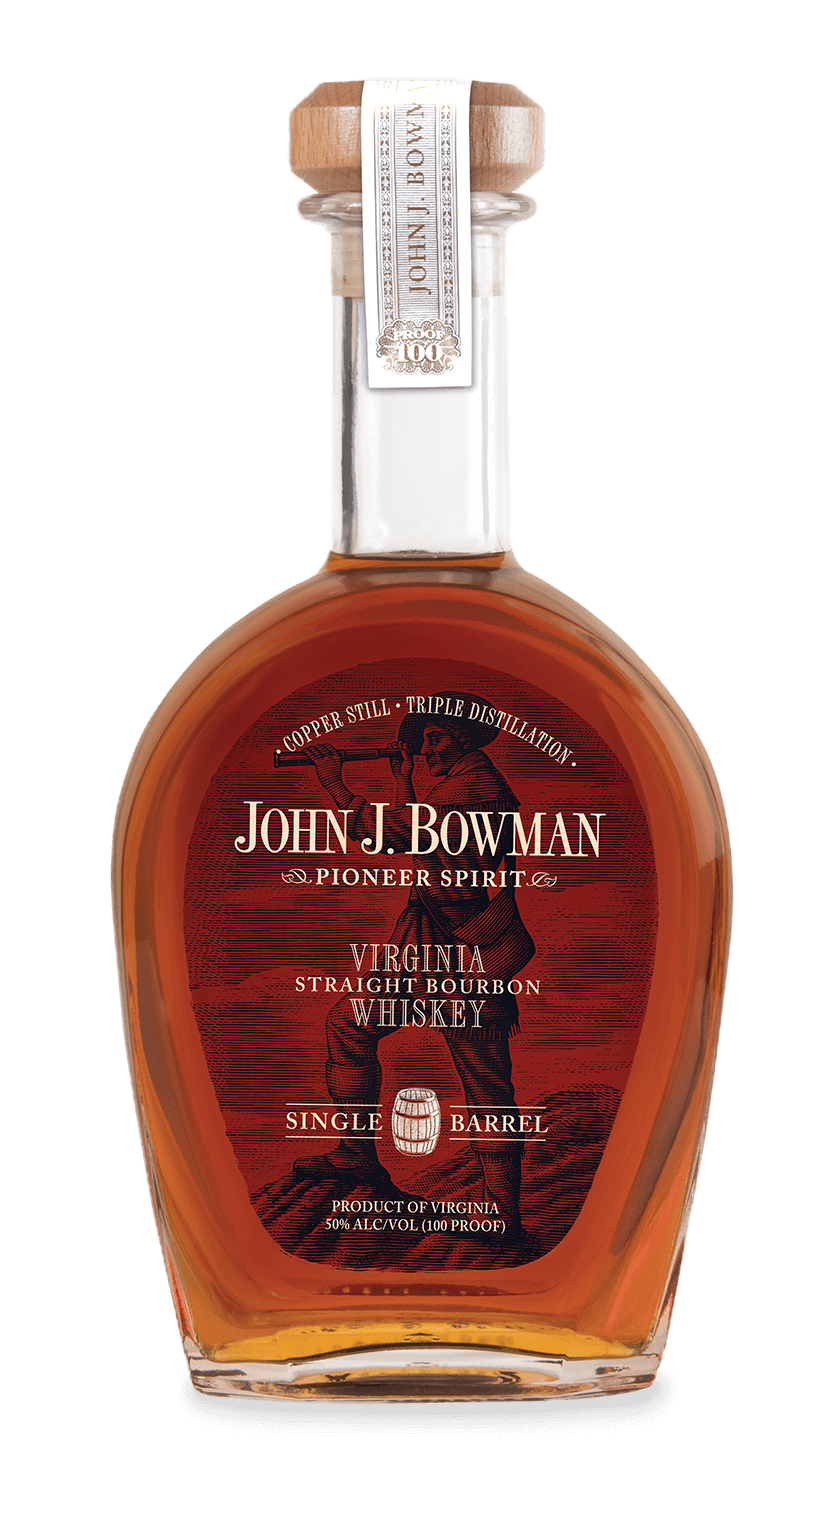 JOHN J. BOWMA
PROOF
100
· COPPER STILL · TRIPLE DISTILLATION ·
JOHN J. BOWMAN
PIONEER SPIRIT
VIRGINIA
STRAIGHT BOURBON
WHISKEY
SINGLE BARREL
PRODUCT OF VIRGINIA
50% ALC/VOL (100 PROOF)